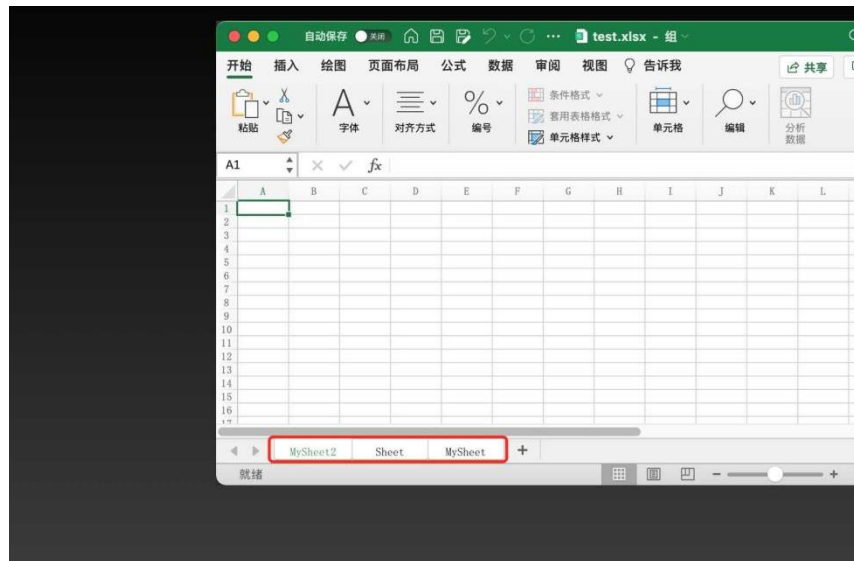 自动保存 关闭 test.xlsx - 组
开始 插入 绘图 页面布局 公式 数据 审阅 视图 告诉我 共享
粘贴 字体 对齐方式 % 编号 条件格式 套用表格格式 单元格样式 单元格 编辑 分析数据
A1 fx
A B C D E F G H I J K L
1
2
3
4
5
6
7
8
9
10
11
12
13
14
15
16
17
MySheet2 Sheet MySheet +
就绪 - +